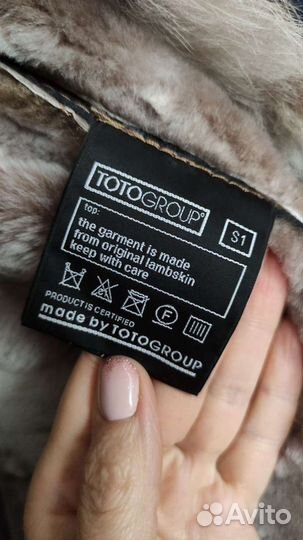 TOTOGROUP®
S1
top:
the garment is made
from original lambskin
keep with care
F
PRODUCT IS CERTIFIED
made by TOTOGROUP
Avito